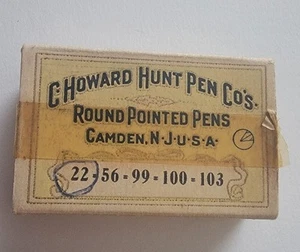 C. HOWARD HUNT PEN CO'S.
ROUND POINTED PENS
CAMDEN, N·J·U·S·A·
22 - 56 - 99 - 100 - 103